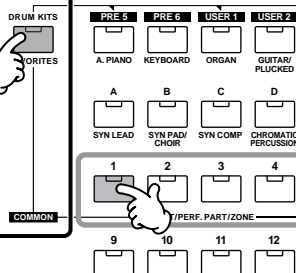 DRUM KITS
PRE 5 PRE 6 USER 1 USER 2
A. PIANO KEYBOARD ORGAN GUITAR/
PLUCKED
A B C D
SYN LEAD SYN PAD/
CHOIR SYN COMP CHROMATIC
PERCUSSION
1 2 3 4
COMMON /PERF. PART/ZONE
9 10 11 12